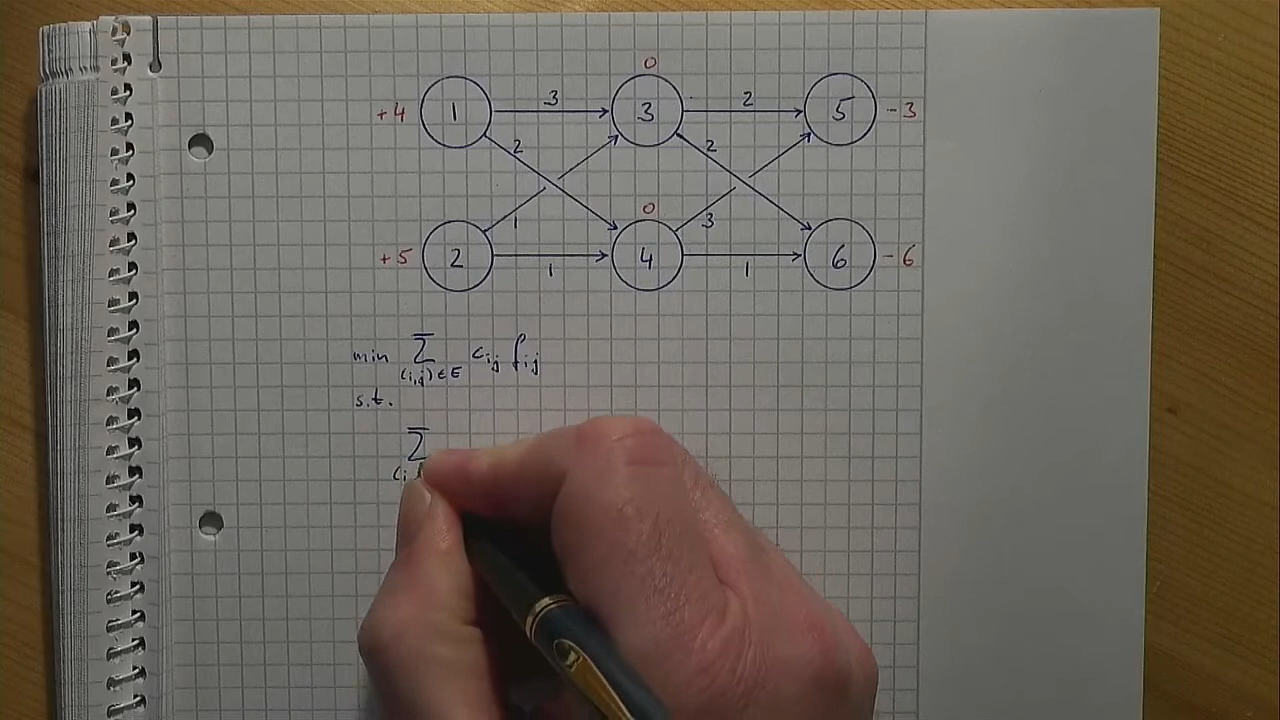 0
+4 1 3 3 2 5 -3
2 2
0
1 3
+5 2 1 4 1 6 -6
min Σ c_ij f_ij
(i,j)∈E
s.t.
Σ